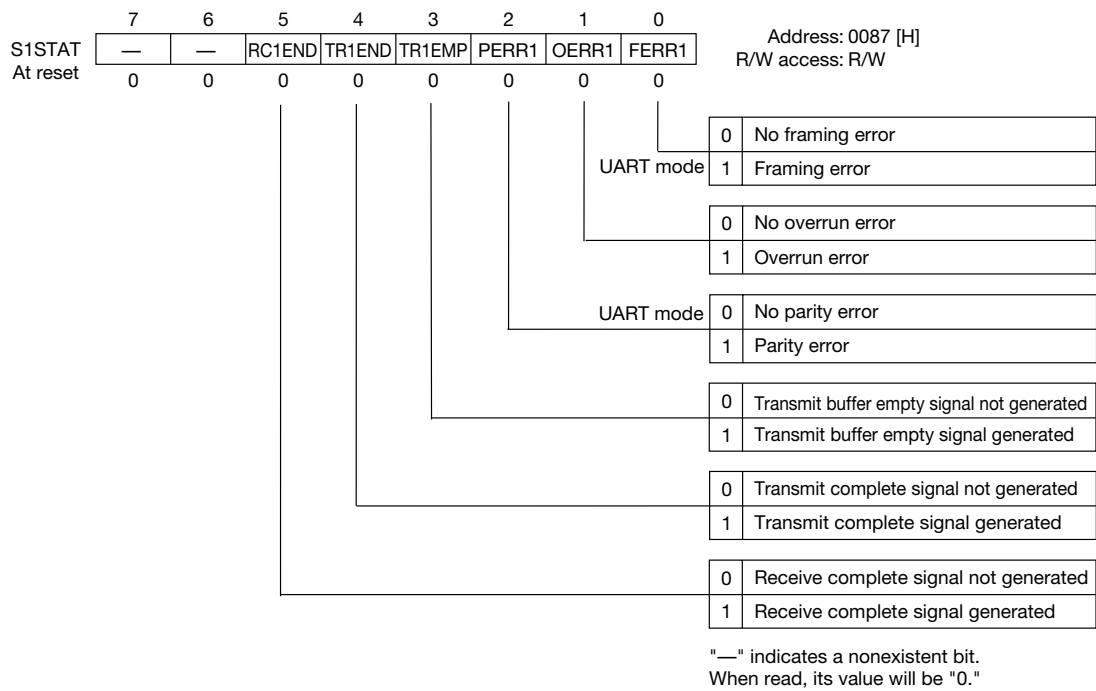 7 6 5 4 3 2 1 0
S1STAT — — RC1END TR1END TR1EMP PERR1 OERR1 FERR1
At reset 0 0 0 0 0 0 0 0
Address: 0087 [H]
R/W access: R/W
0 No framing error
UART mode 1 Framing error
0 No overrun error
1 Overrun error
UART mode 0 No parity error
1 Parity error
0 Transmit buffer empty signal not generated
1 Transmit buffer empty signal generated
0 Transmit complete signal not generated
1 Transmit complete signal generated
0 Receive complete signal not generated
1 Receive complete signal generated
"—" indicates a nonexistent bit.
When read, its value will be "0."